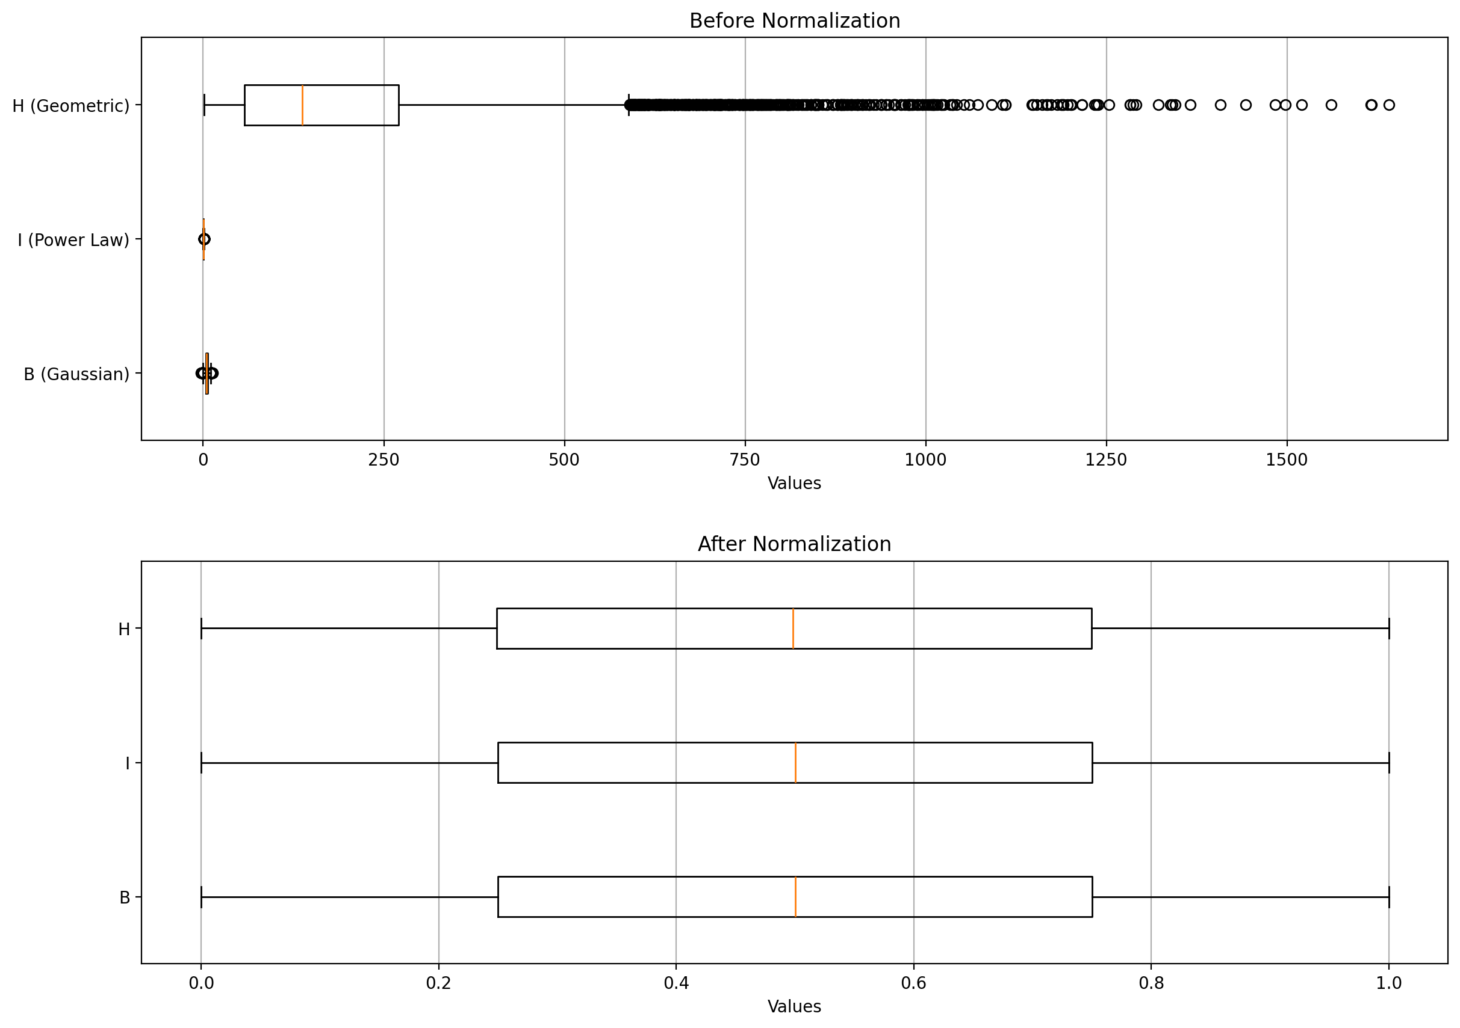 Before Normalization
H (Geometric)
I (Power Law)
B (Gaussian)
0 250 500 750 1000 1250 1500
Values
After Normalization
H
I
B
0.0 0.2 0.4 0.6 0.8 1.0
Values